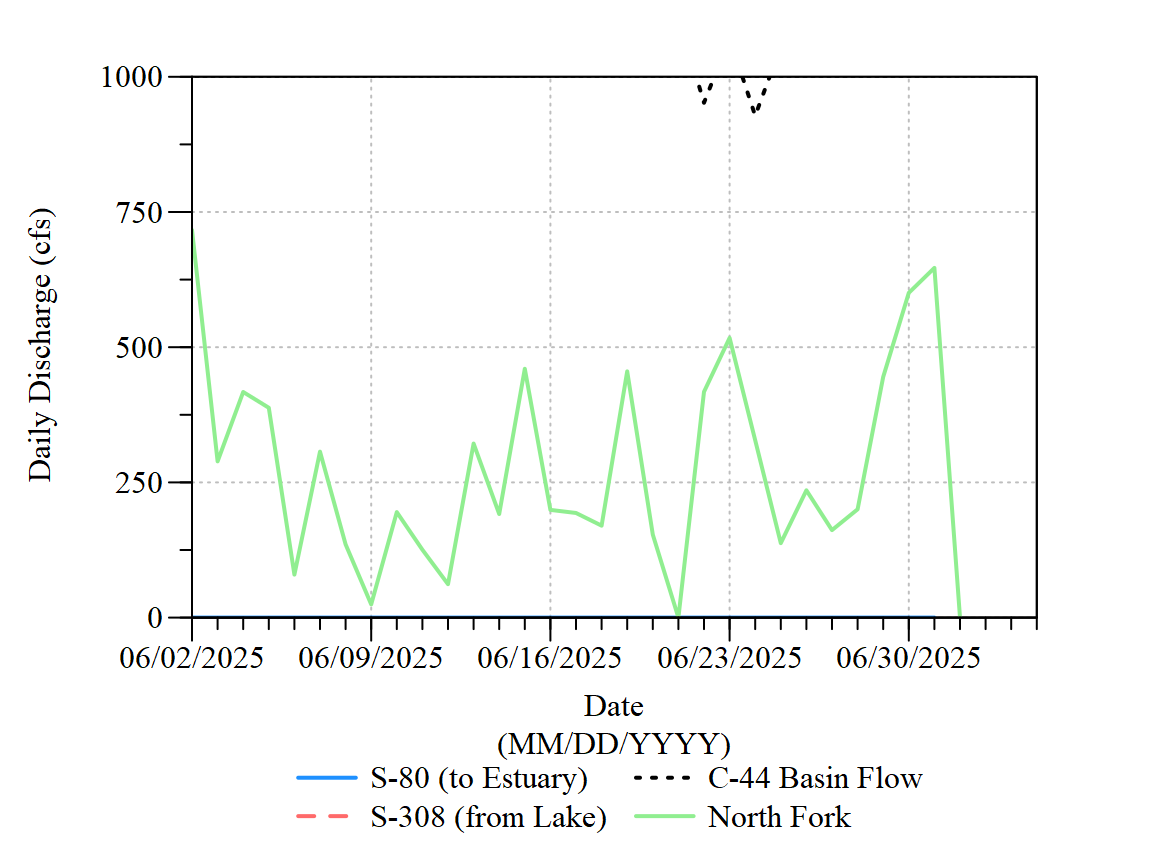 1000
750
500
250
0
Daily Discharge (cfs)
06/02/2025 06/09/2025 06/16/2025 06/23/2025 06/30/2025
Date
(MM/DD/YYYY)
S-80 (to Estuary) C-44 Basin Flow
S-308 (from Lake) North Fork